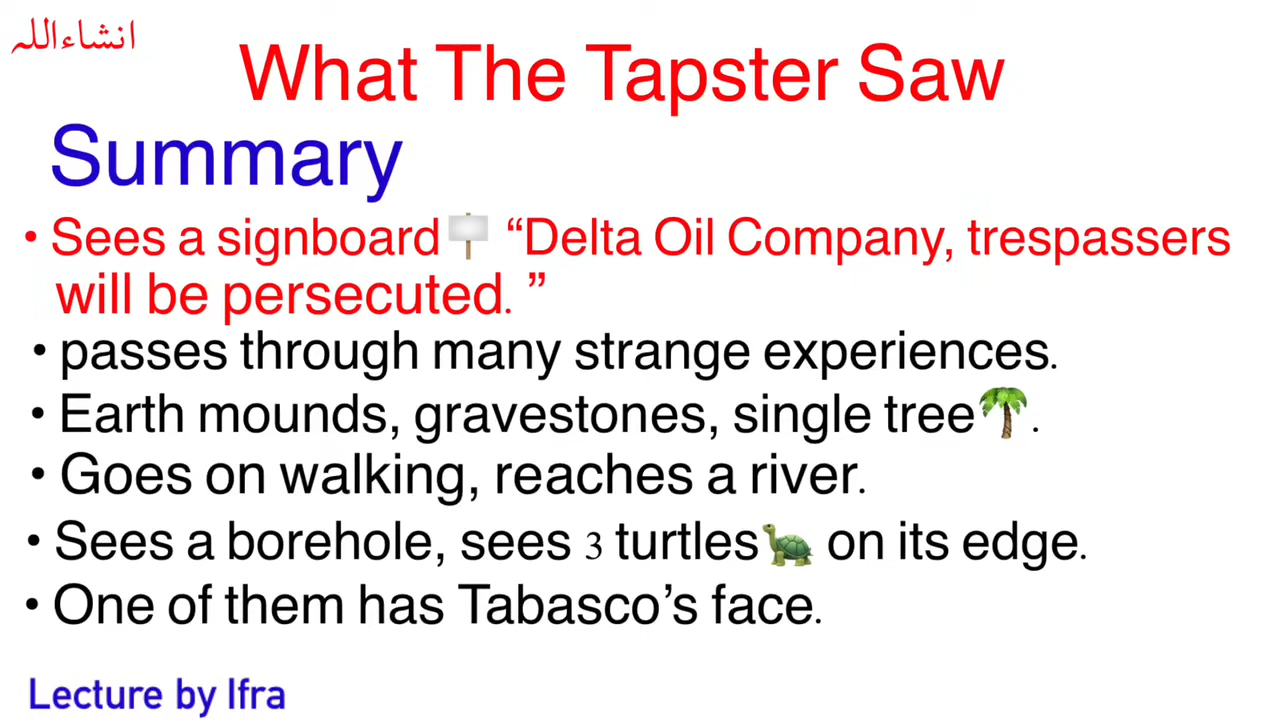 انشاءاللہ
What The Tapster Saw
Summary
• Sees a signboard “Delta Oil Company, trespassers
will be persecuted. ”
• passes through many strange experiences.
• Earth mounds, gravestones, single tree.
• Goes on walking, reaches a river.
• Sees a borehole, sees 3 turtles on its edge.
• One of them has Tabasco’s face.
Lecture by Ifra